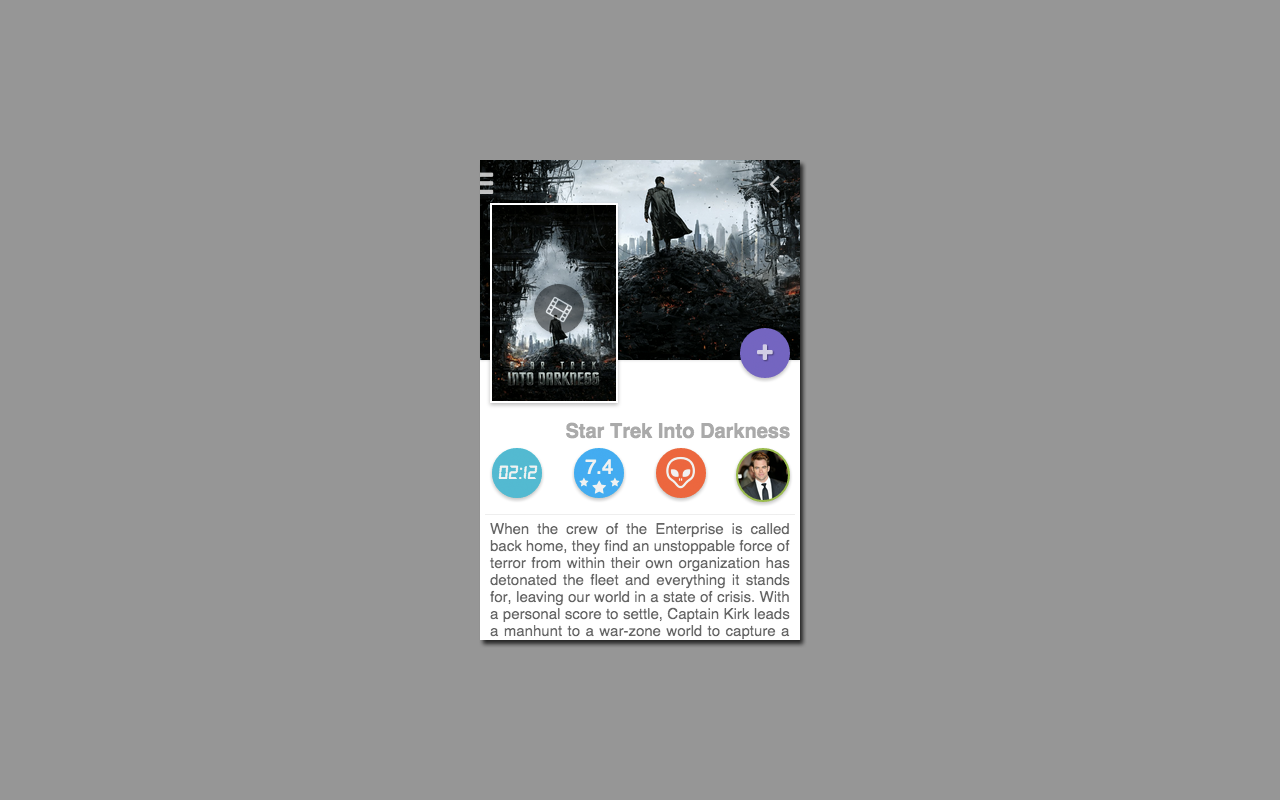 INTO DARKNESS
+
Star Trek Into Darkness
02:12
7.4
When the crew of the Enterprise is called
back home, they find an unstoppable force of
terror from within their own organization has
detonated the fleet and everything it stands
for, leaving our world in a state of crisis. With
a personal score to settle, Captain Kirk leads
a manhunt to a war-zone world to capture a